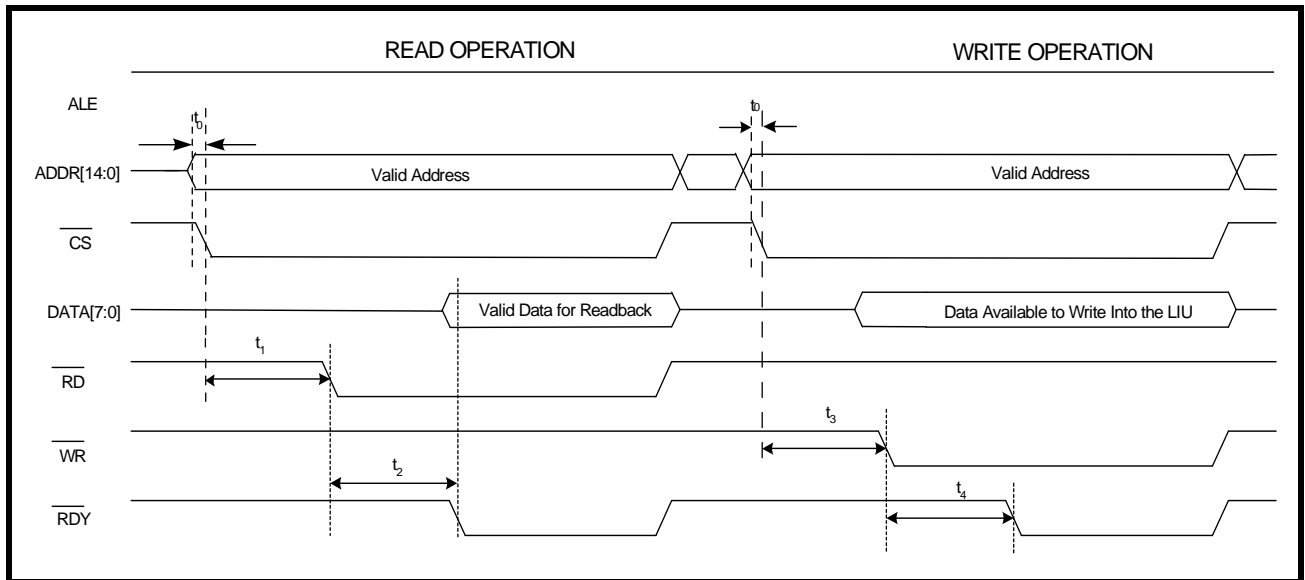 READ OPERATION WRITE OPERATION
ALE
t0 t0
ADDR[14:0] Valid Address Valid Address
CS
DATA[7:0] Valid Data for Readback Data Available to Write Into the LIU
t1
RD
t3
WR
t2
t4
RDY